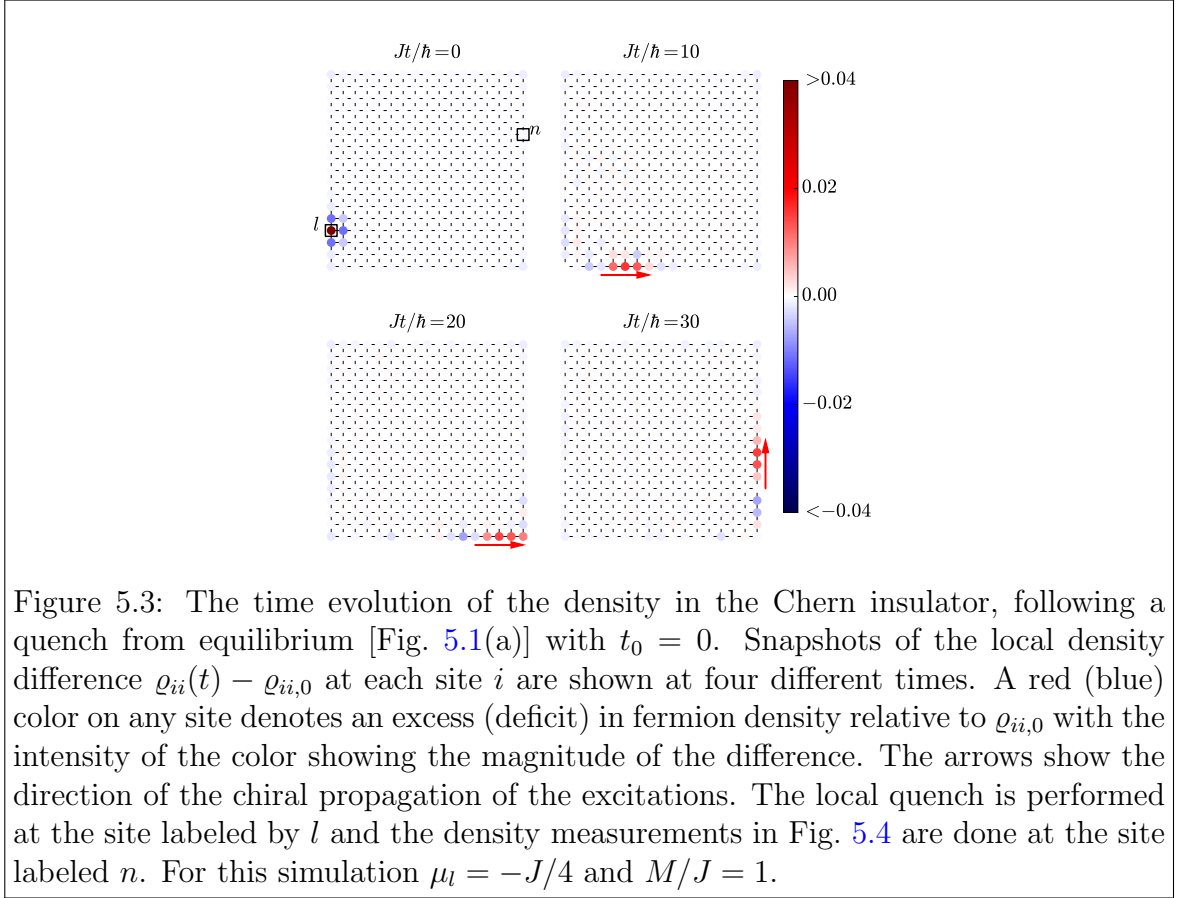 Jt/ħ=0
Jt/ħ=10
>0.04
n
0.02
l
0.00
Jt/ħ=20
Jt/ħ=30
−0.02
<−0.04
Figure 5.3: The time evolution of the density in the Chern insulator, following a
quench from equilibrium [Fig. 5.1(a)] with t₀ = 0. Snapshots of the local density
difference ϱᵢᵢ(t) − ϱᵢᵢ,₀ at each site i are shown at four different times. A red (blue)
color on any site denotes an excess (deficit) in fermion density relative to ϱᵢᵢ,₀ with the
intensity of the color showing the magnitude of the difference. The arrows show the
direction of the chiral propagation of the excitations. The local quench is performed
at the site labeled by l and the density measurements in Fig. 5.4 are done at the site
labeled n. For this simulation μₗ = −J/4 and M/J = 1.